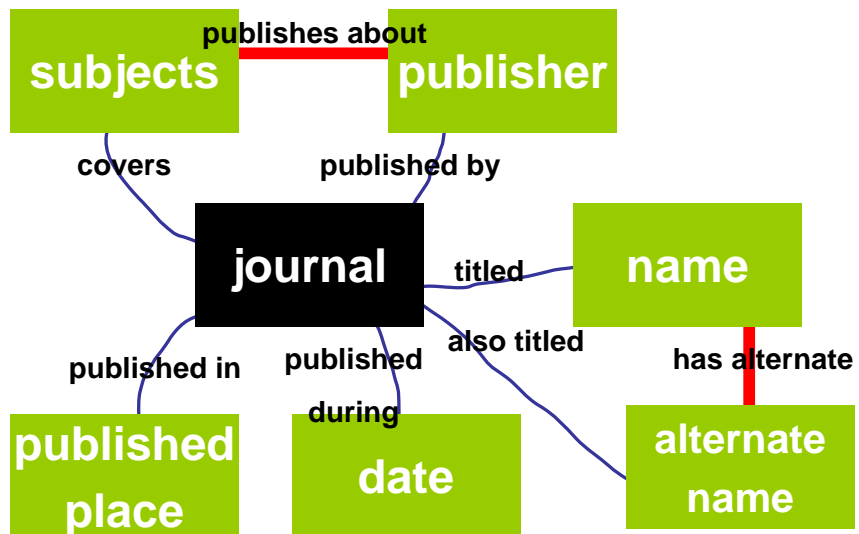 publishes about
subjects
publisher
covers
published by
journal
titled
name
also titled
published in
published
during
has alternate
published
place
date
alternate
name